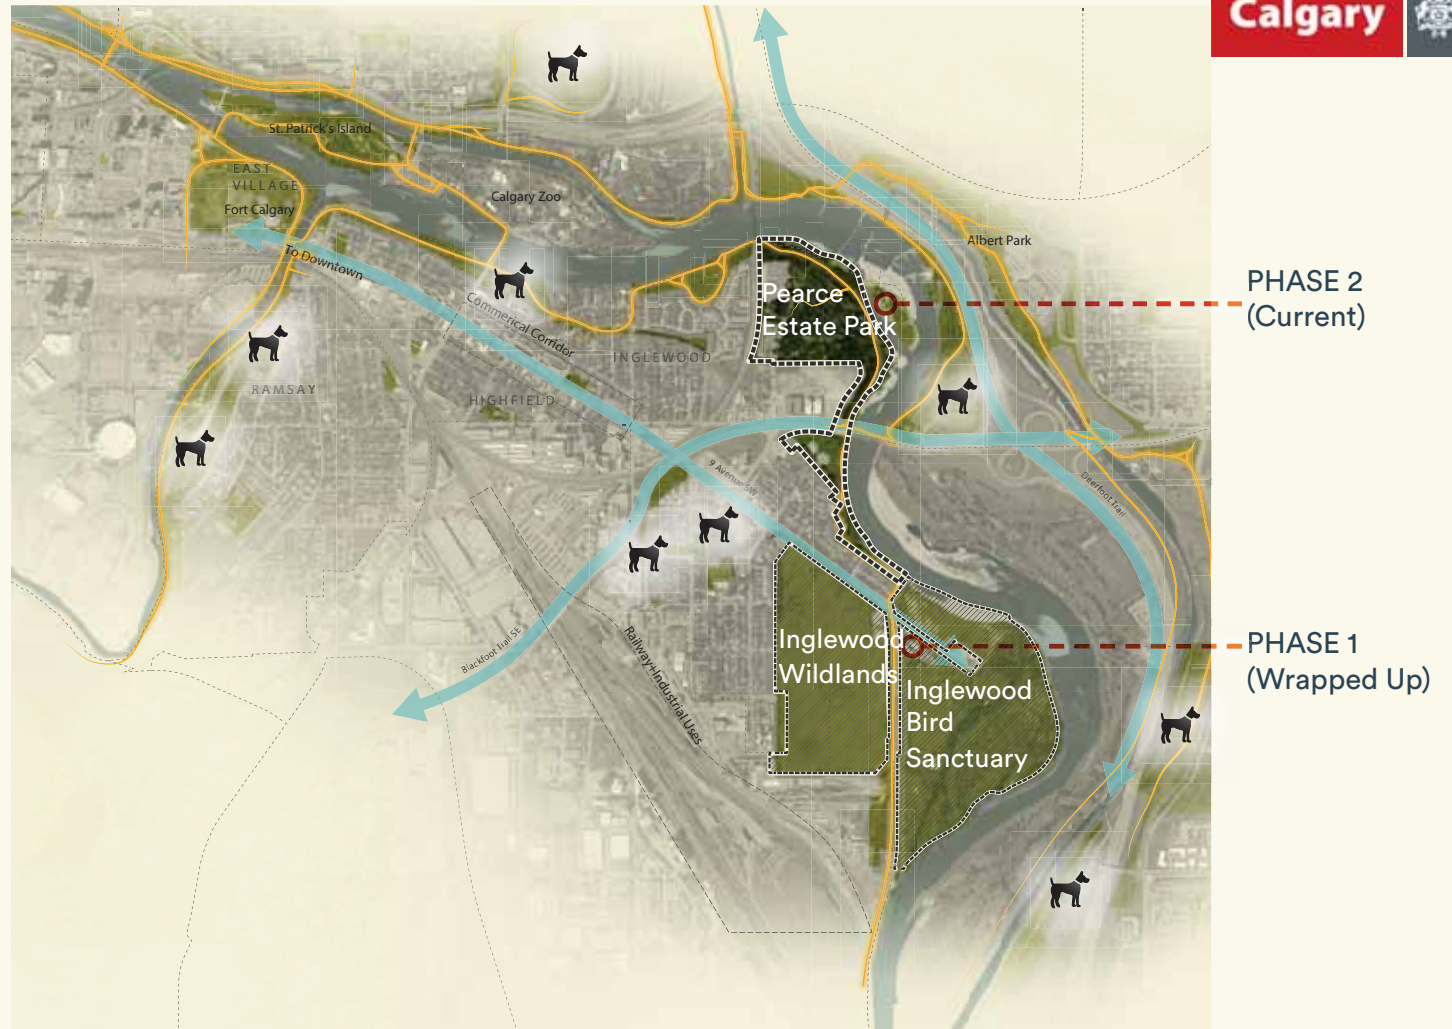 Calgary
St. Patrick's Island
EAST
VILLAGE
Fort Calgary
Calgary Zoo
Albert Park
To Downtown
Commerical Corridor
Pearce
Estate Park
PHASE 2
(Current)
INGLEWOOD
RAMSAY
HIGHFIELD
9 Avenue SW
Deerfoot Trail
Blackfoot Trail SE
Railway+Industrial Uses
Inglewood
Wildlands
PHASE 1
(Wrapped Up)
Inglewood
Bird
Sanctuary